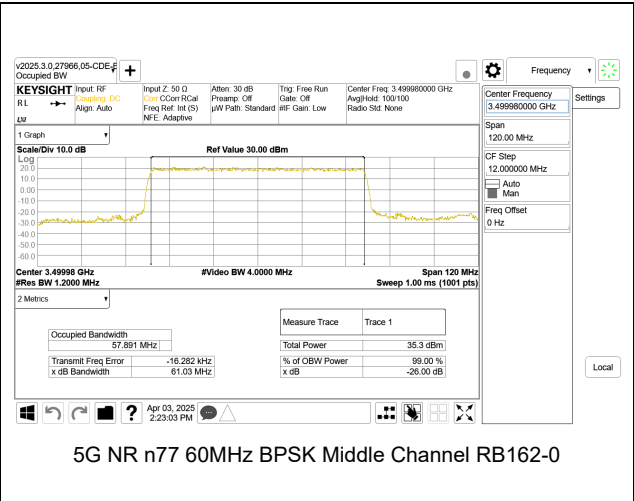 v2025.3.0,27966,05-CDE-E
Occupied BW
Frequency
KEYSIGHT
RL
LNI
Input: RF
Coupling: DC
Align: Auto
Input Z: 50 Ω
Corr CCorr RCal
Freq Ref: Int (S)
NFE: Adaptive
Atten: 30 dB
Preamp: Off
µW Path: Standard
Trig: Free Run
Gate: Off
#IF Gain: Low
Center Freq: 3.499980000 GHz
Avg|Hold: 100/100
Radio Std: None
Center Frequency
3.499980000 GHz
Settings
Span
120.00 MHz
CF Step
12.000000 MHz
Auto
Man
Freq Offset
0 Hz
1 Graph
Scale/Div 10.0 dB
Ref Value 30.00 dBm
Log
20.0
10.0
0.00
-10.0
-20.0
-30.0
-40.0
-50.0
-60.0
Center 3.49998 GHz
#Video BW 4.0000 MHz
Span 120 MHz
#Res BW 1.2000 MHz
Sweep 1.00 ms (1001 pts)
2 Metrics
Measure Trace Trace 1
Occupied Bandwidth
57.891 MHz
Total Power 35.3 dBm
Transmit Freq Error -16.282 kHz
% of OBW Power 99.00 %
x dB Bandwidth 61.03 MHz
x dB -26.00 dB
Local
?
Apr 03, 2025
2:23:03 PM
5G NR n77 60MHz BPSK Middle Channel RB162-0